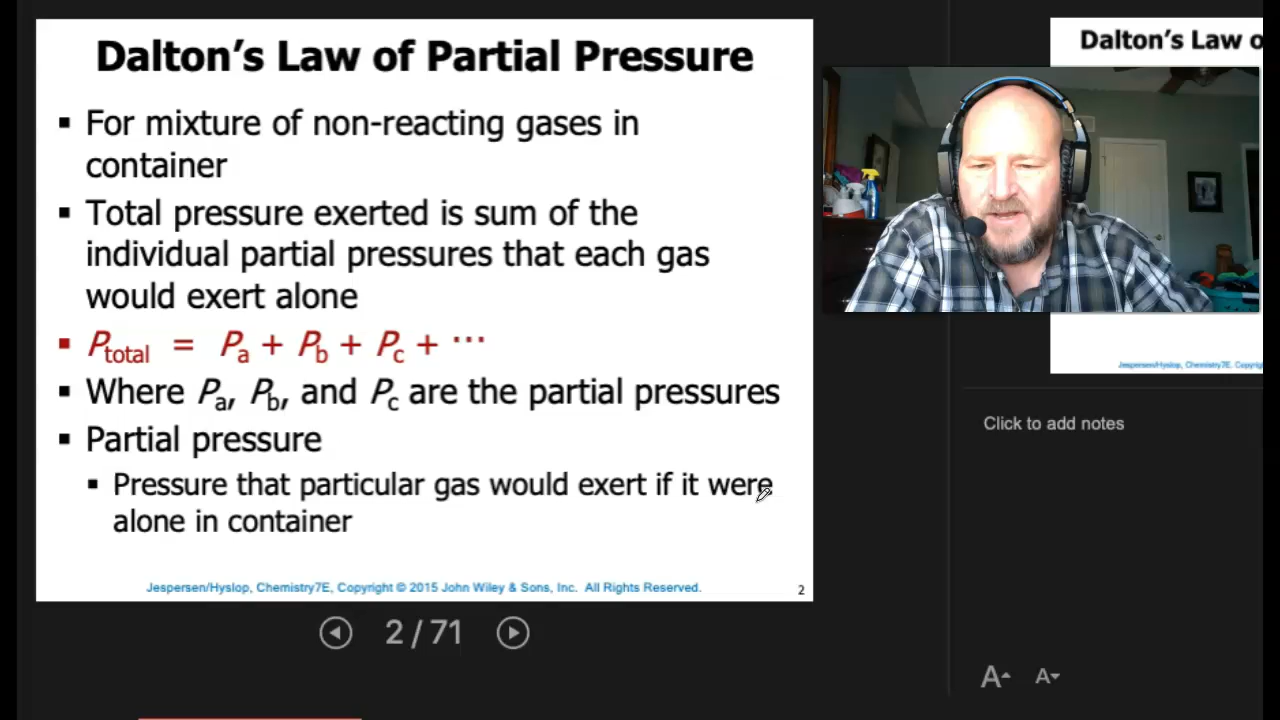 Dalton's Law of Partial Pressure
▪ For mixture of non-reacting gases in
container
▪ Total pressure exerted is sum of the
individual partial pressures that each gas
would exert alone
▪ Ptotal = Pa + Pb + Pc + ⋯
▪ Where Pa, Pb, and Pc are the partial pressures
▪ Partial pressure
▪ Pressure that particular gas would exert if it were
alone in container
Jespersen/Hyslop, Chemistry7E, Copyright © 2015 John Wiley & Sons, Inc. All Rights Reserved.
2
2 / 71
Dalton's Law o
Jespersen/Hyslop, Chemistry7E, Copyrig
Click to add notes
A A